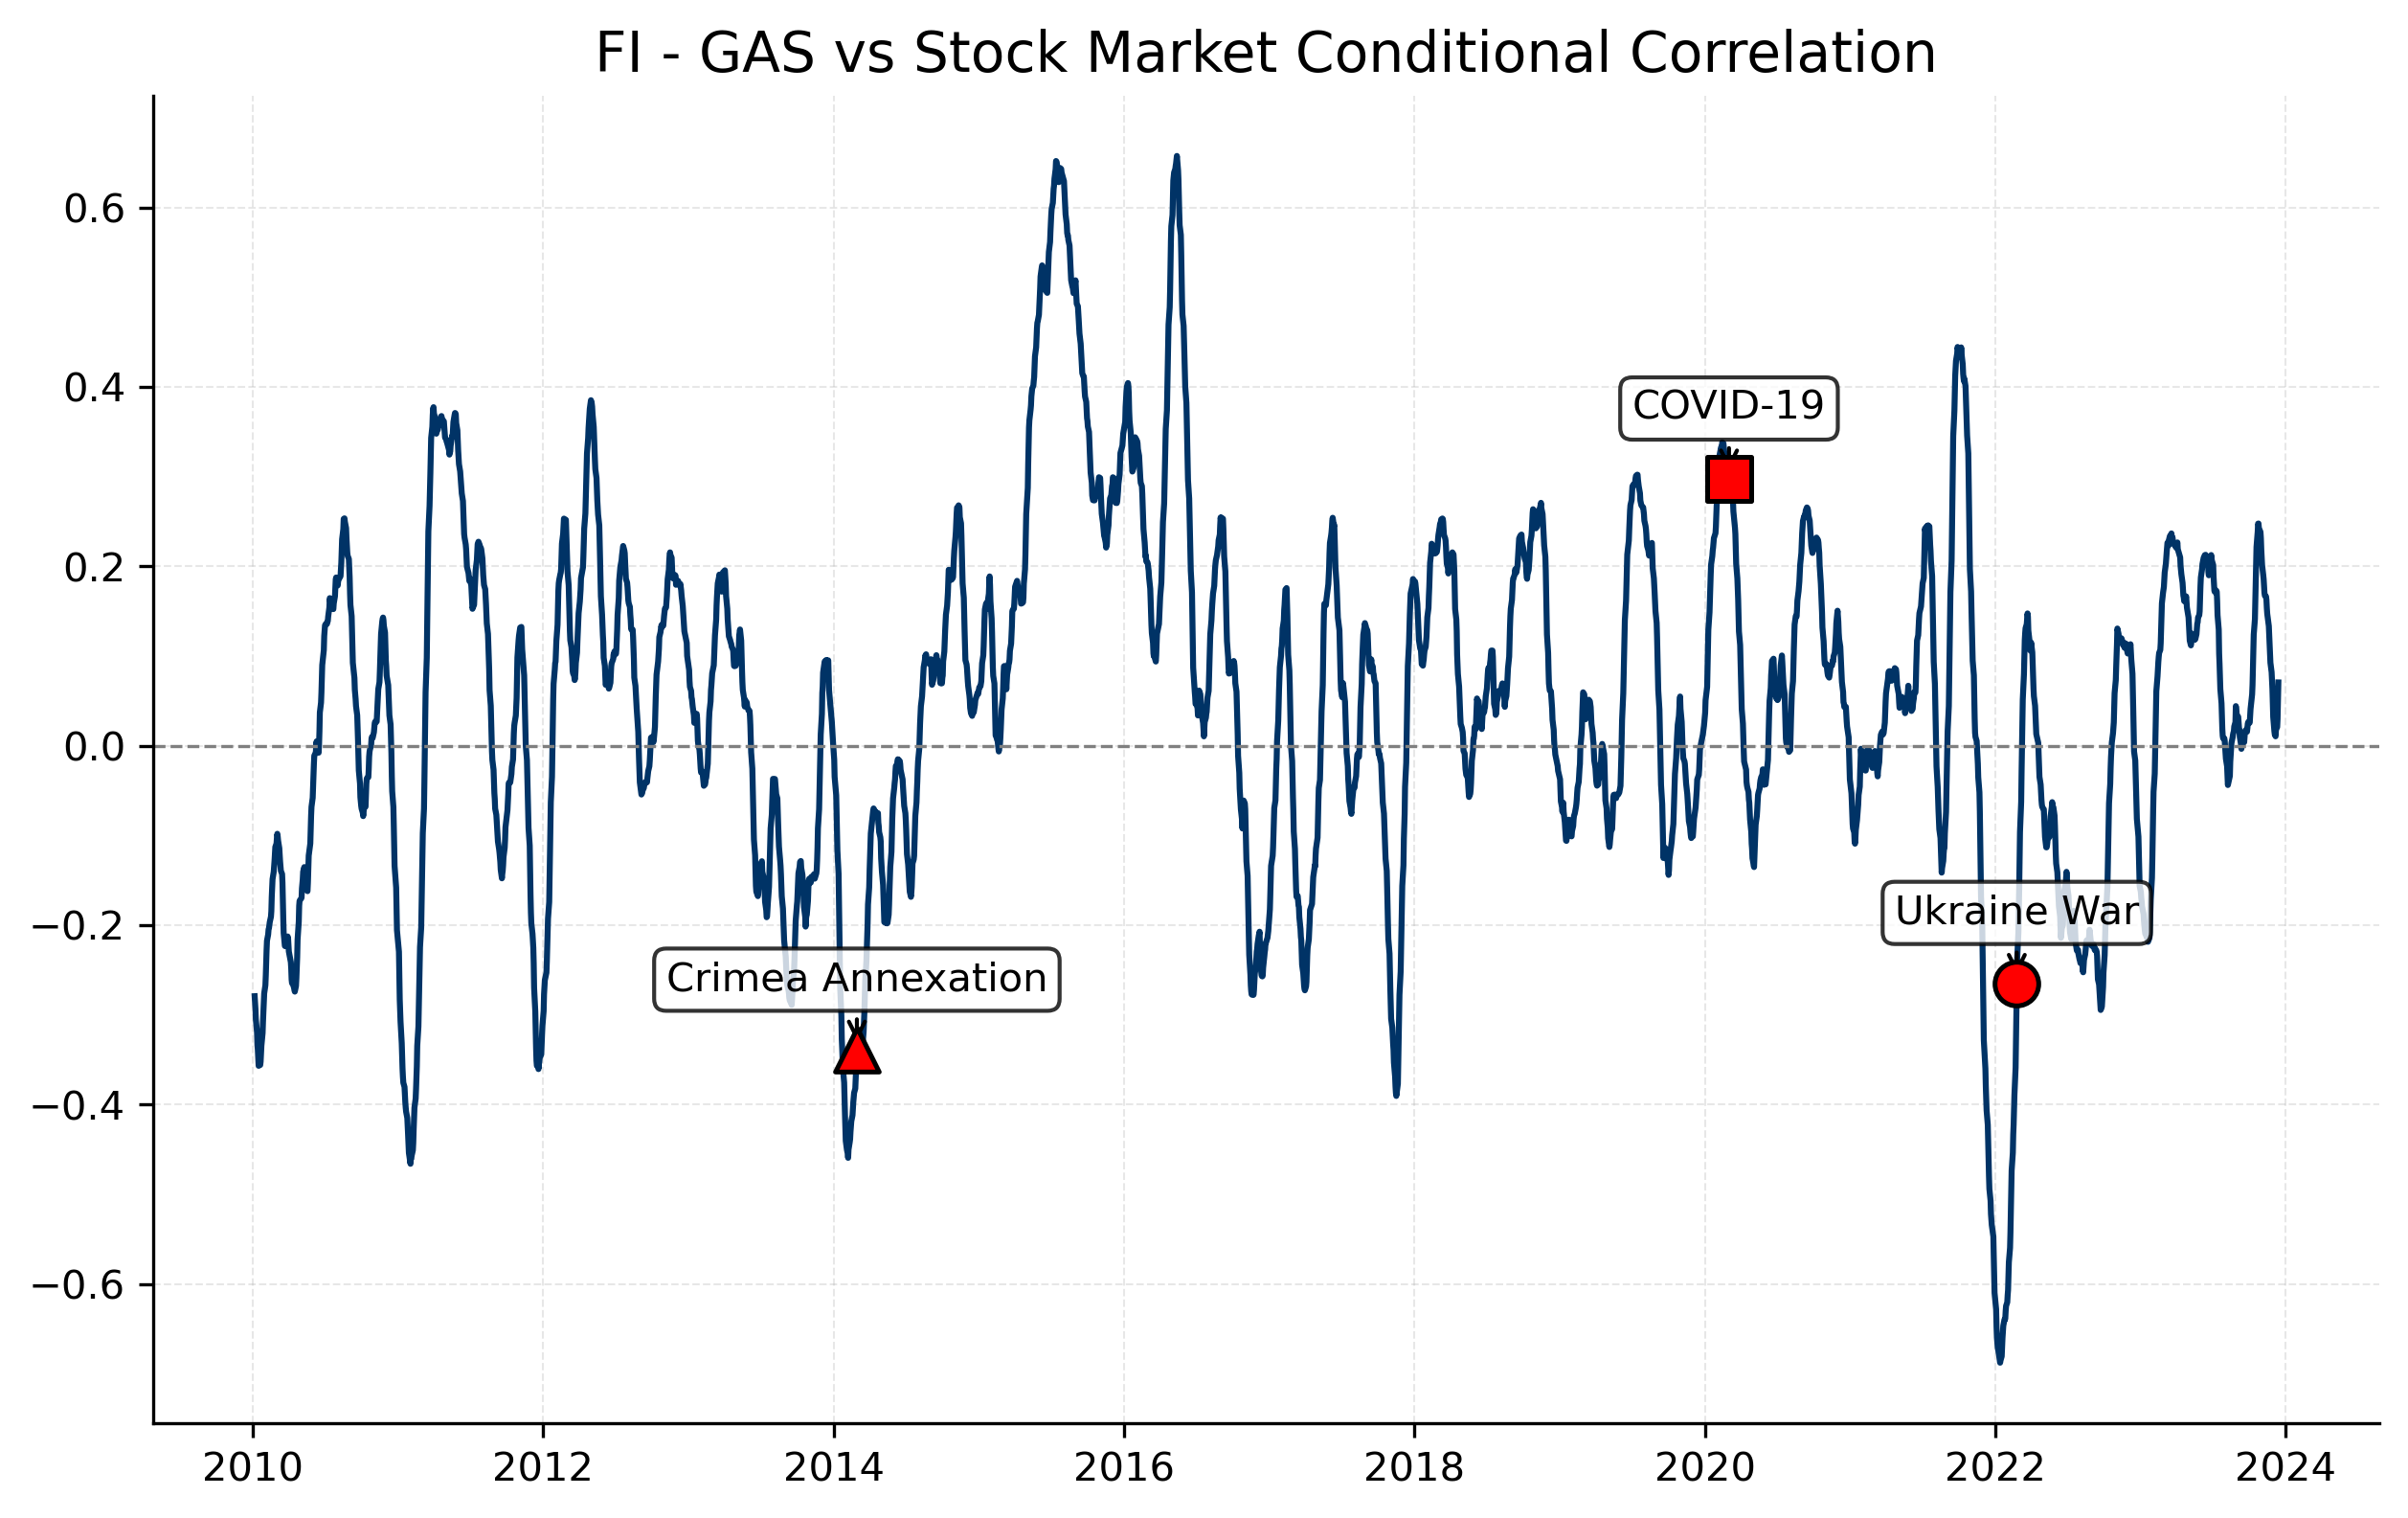 FI - GAS vs Stock Market Conditional Correlation
0.6
0.4
0.2
0.0
−0.2
−0.4
−0.6
COVID-19
Ukraine War
Crimea Annexation
2010 2012 2014 2016 2018 2020 2022 2024